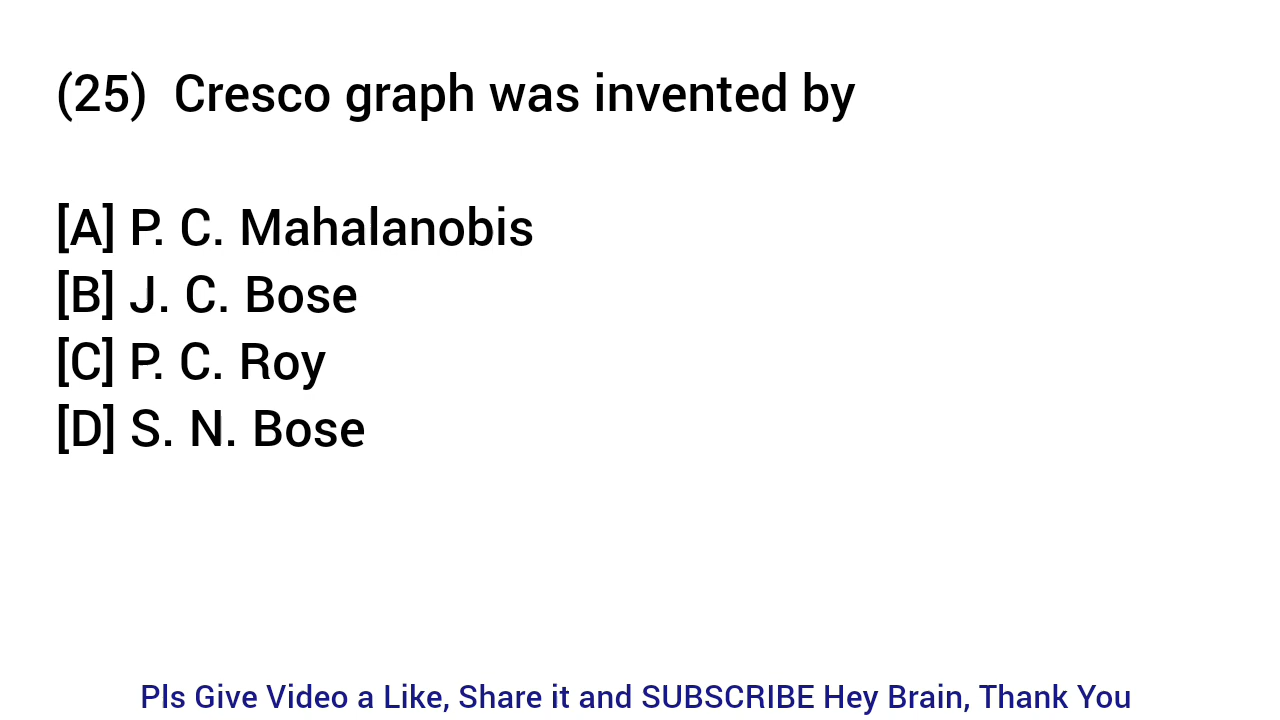 (25) Cresco graph was invented by
[A] P. C. Mahalanobis
[B] J. C. Bose
[C] P. C. Roy
[D] S. N. Bose
Pls Give Video a Like, Share it and SUBSCRIBE Hey Brain, Thank You